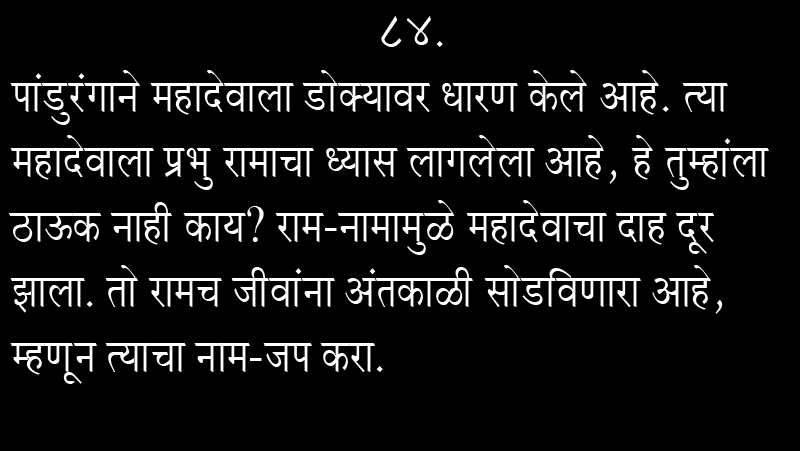 ८४.
पांडुरंगाने महादेवाला डोक्यावर धारण केले आहे. त्या
महादेवाला प्रभु रामाचा ध्यास लागलेला आहे, हे तुम्हांला
ठाऊक नाही काय? राम-नामामुळे महादेवाचा दाह दूर
झाला. तो रामच जीवांना अंतकाळी सोडविणारा आहे,
म्हणून त्याचा नाम-जप करा.